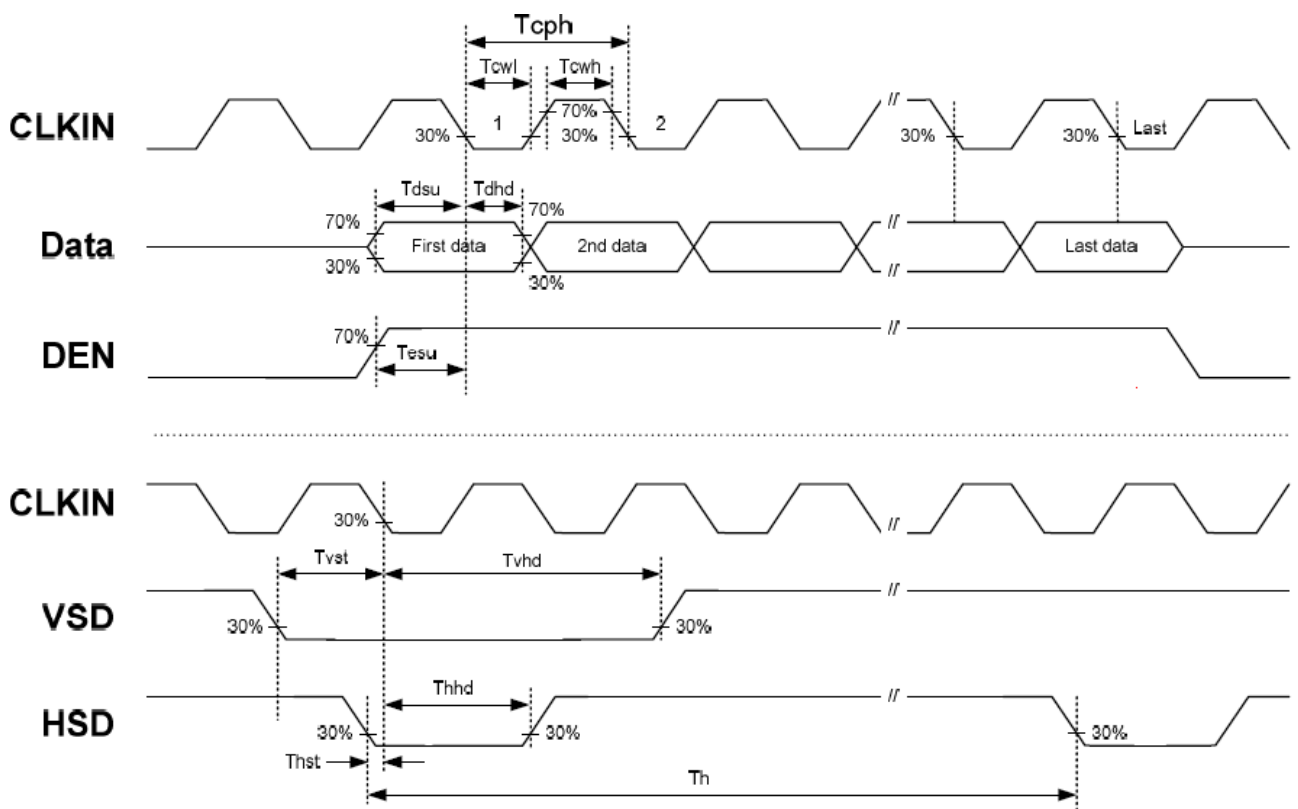 Tcph
Tcwl Tcwh
CLKIN 30% 1 70% 30% 2 30% 30% Last
Tdsu Tdhd
70% 70%
Data First data 2nd data // Last data
30% 30%
DEN 70% Tesu //
CLKIN 30% //
Tvst Tvhd
VSD 30% 30% //
Thhd
HSD 30% 30% // 30%
Thst
Th